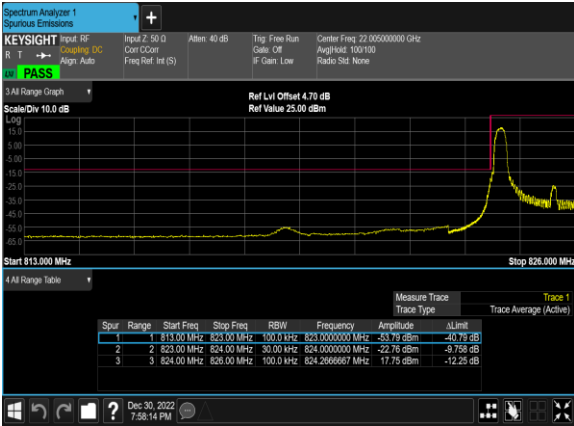 Spectrum Analyzer 1
Spurious Emissions
+
KEYSIGHT Input: RF Input Z: 50 Ω Atten: 40 dB Trig: Free Run Center Freq: 22.005000000 GHz
R T Coupling: DC Corr CCorr Gate: Off Avg|Hold: 100/100
Align: Auto Freq Ref: Int (S) IF Gain: Low Radio Std: None
LW PASS
3 All Range Graph
Ref Lvl Offset 4.70 dB
Scale/Div 10.0 dB Ref Value 25.00 dBm
Log
15.0
5.00
-5.00
-15.0
-25.0
-35.0
-45.0
-55.0
-65.0
Start 813.000 MHz Stop 826.000 MHz
4 All Range Table
Measure Trace Trace 1
Trace Type Trace Average (Active)
Spur Range Start Freq Stop Freq RBW Frequency Amplitude ΔLimit
1 1 813.00 MHz 823.00 MHz 100.0 kHz 823.0000000 MHz -53.79 dBm -40.79 dB
2 2 823.00 MHz 824.00 MHz 30.00 kHz 824.0000000 MHz -22.76 dBm -9.758 dB
3 3 824.00 MHz 826.00 MHz 100.0 kHz 824.2666667 MHz 17.75 dBm -12.25 dB
? Dec 30, 2022
7:58:14 PM